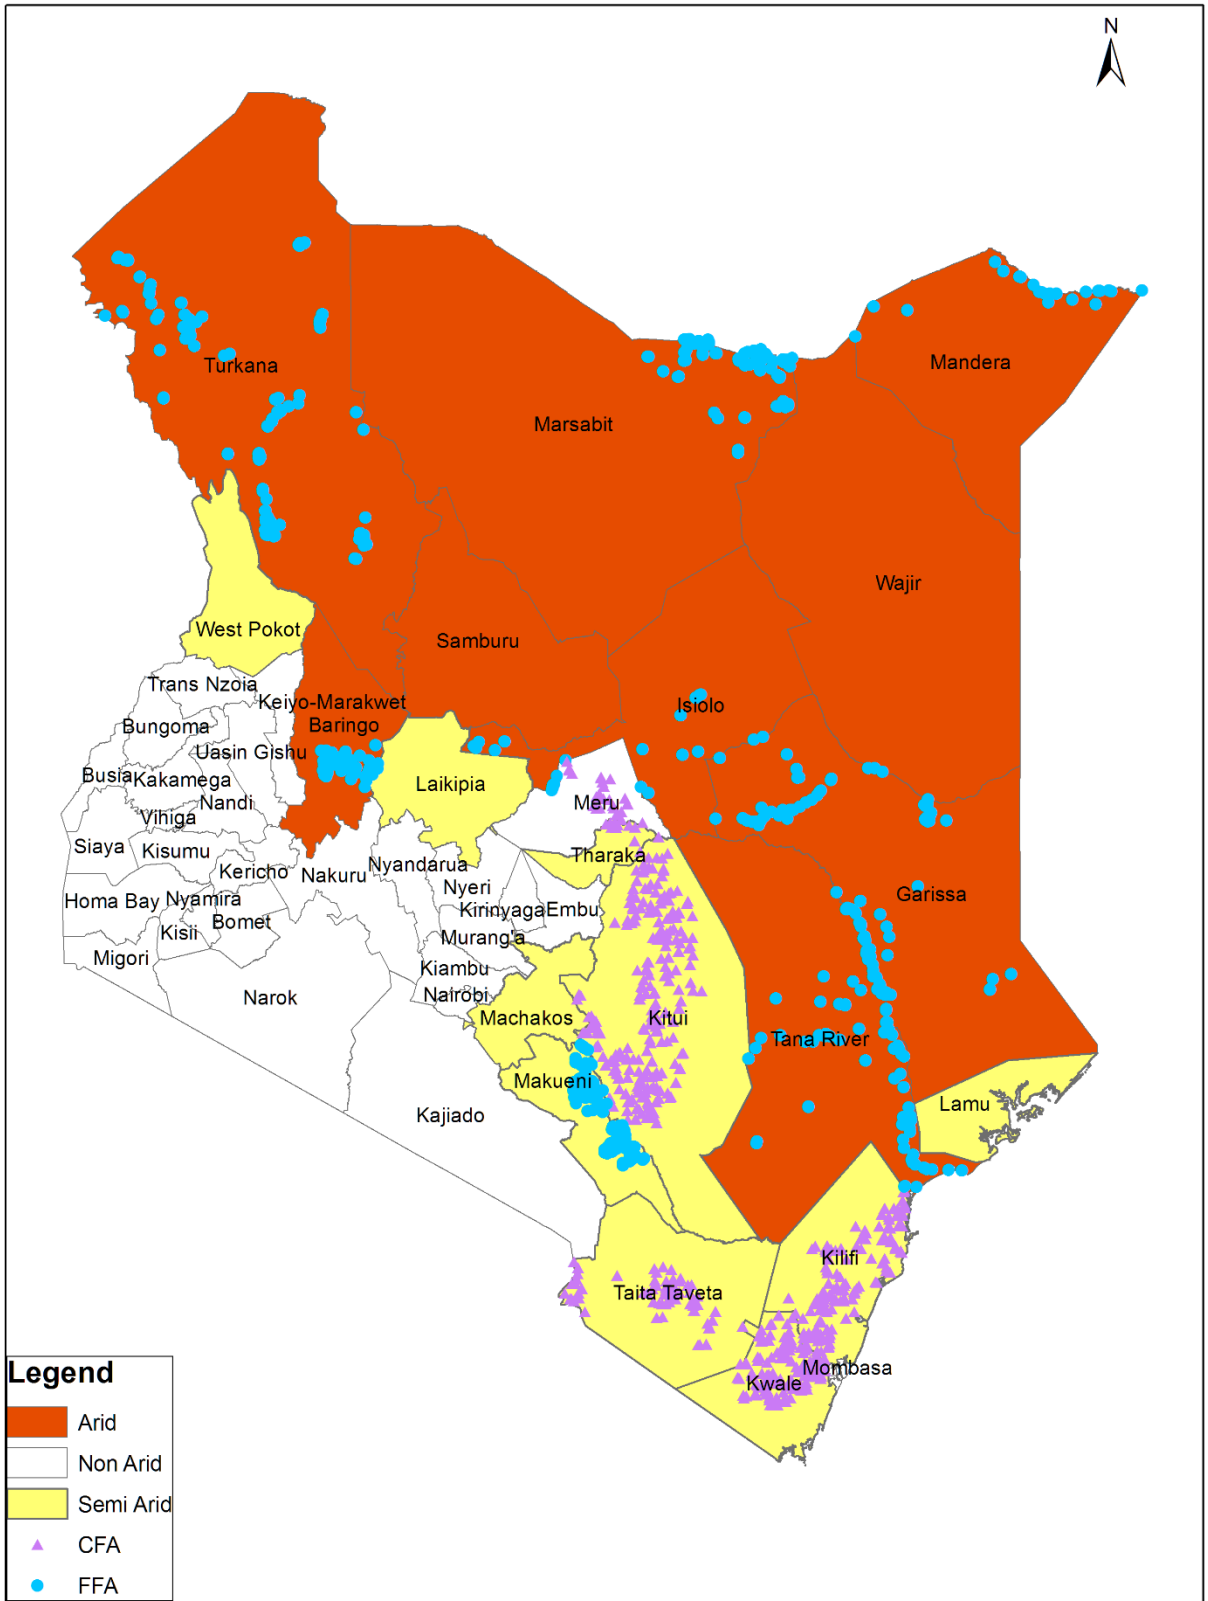 N
Turkana
Mandera
Marsabit
Wajir
West Pokot
Samburu
Trans Nzoia
Keiyo-Marakwet
Isiolo
Bungoma
Baringo
Uasin Gishu
Busia
Kakamega
Laikipia
Nandi
Meru
Vihiga
Siaya
Kisumu
Tharaka
Kericho
Nakuru
Nyandarua
Nyeri
Garissa
Homa Bay
Nyamira
Kirinyaga
Embu
Bomet
Kisii
Murang'a
Migori
Kiambu
Nairobi
Narok
Machakos
Kitui
Tana River
Makueni
Kajiado
Lamu
Kilifi
Taita Taveta
Mombasa
Kwale
Legend
Arid
Non Arid
Semi Arid
CFA
FFA